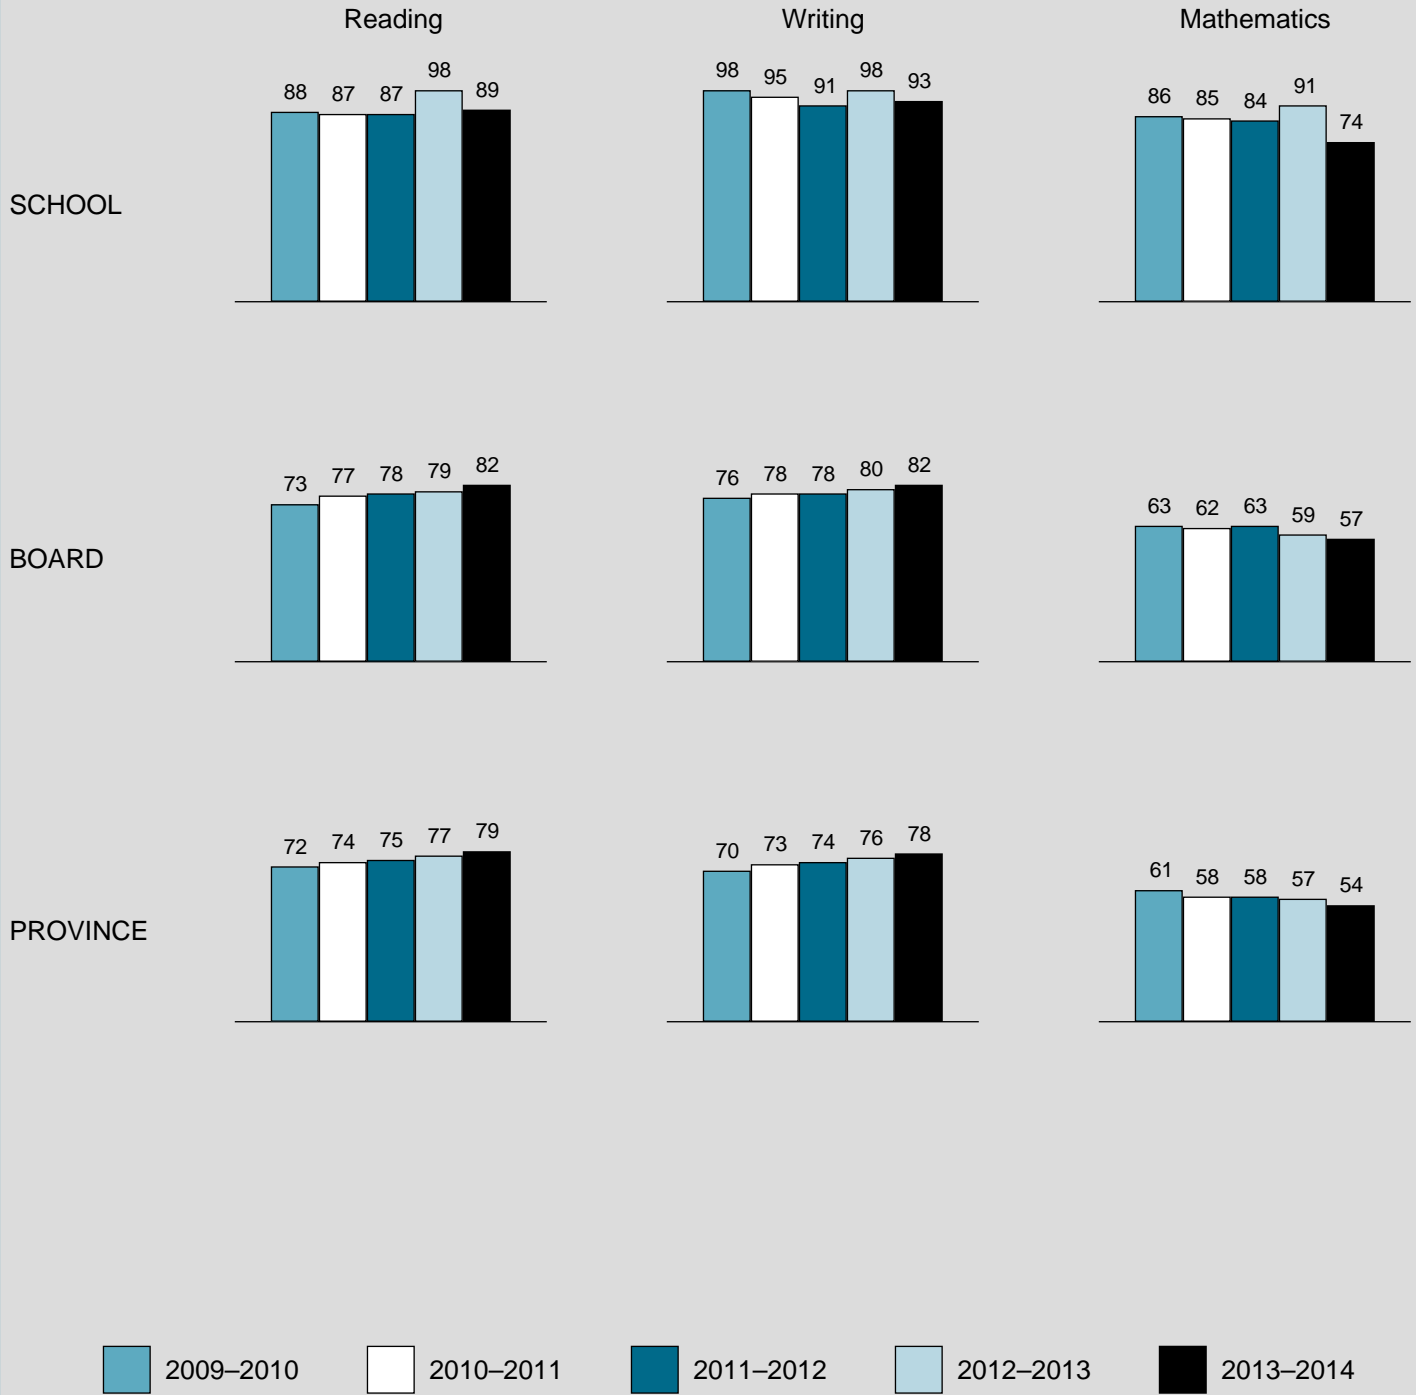 Reading Writing Mathematics
88 87 87 98 89
98 95 91 98 93
86 85 84 91 74
SCHOOL
73 77 78 79 82
76 78 78 80 82
63 62 63 59 57
BOARD
72 74 75 77 79
70 73 74 76 78
61 58 58 57 54
PROVINCE
2009–2010 2010–2011 2011–2012 2012–2013 2013–2014